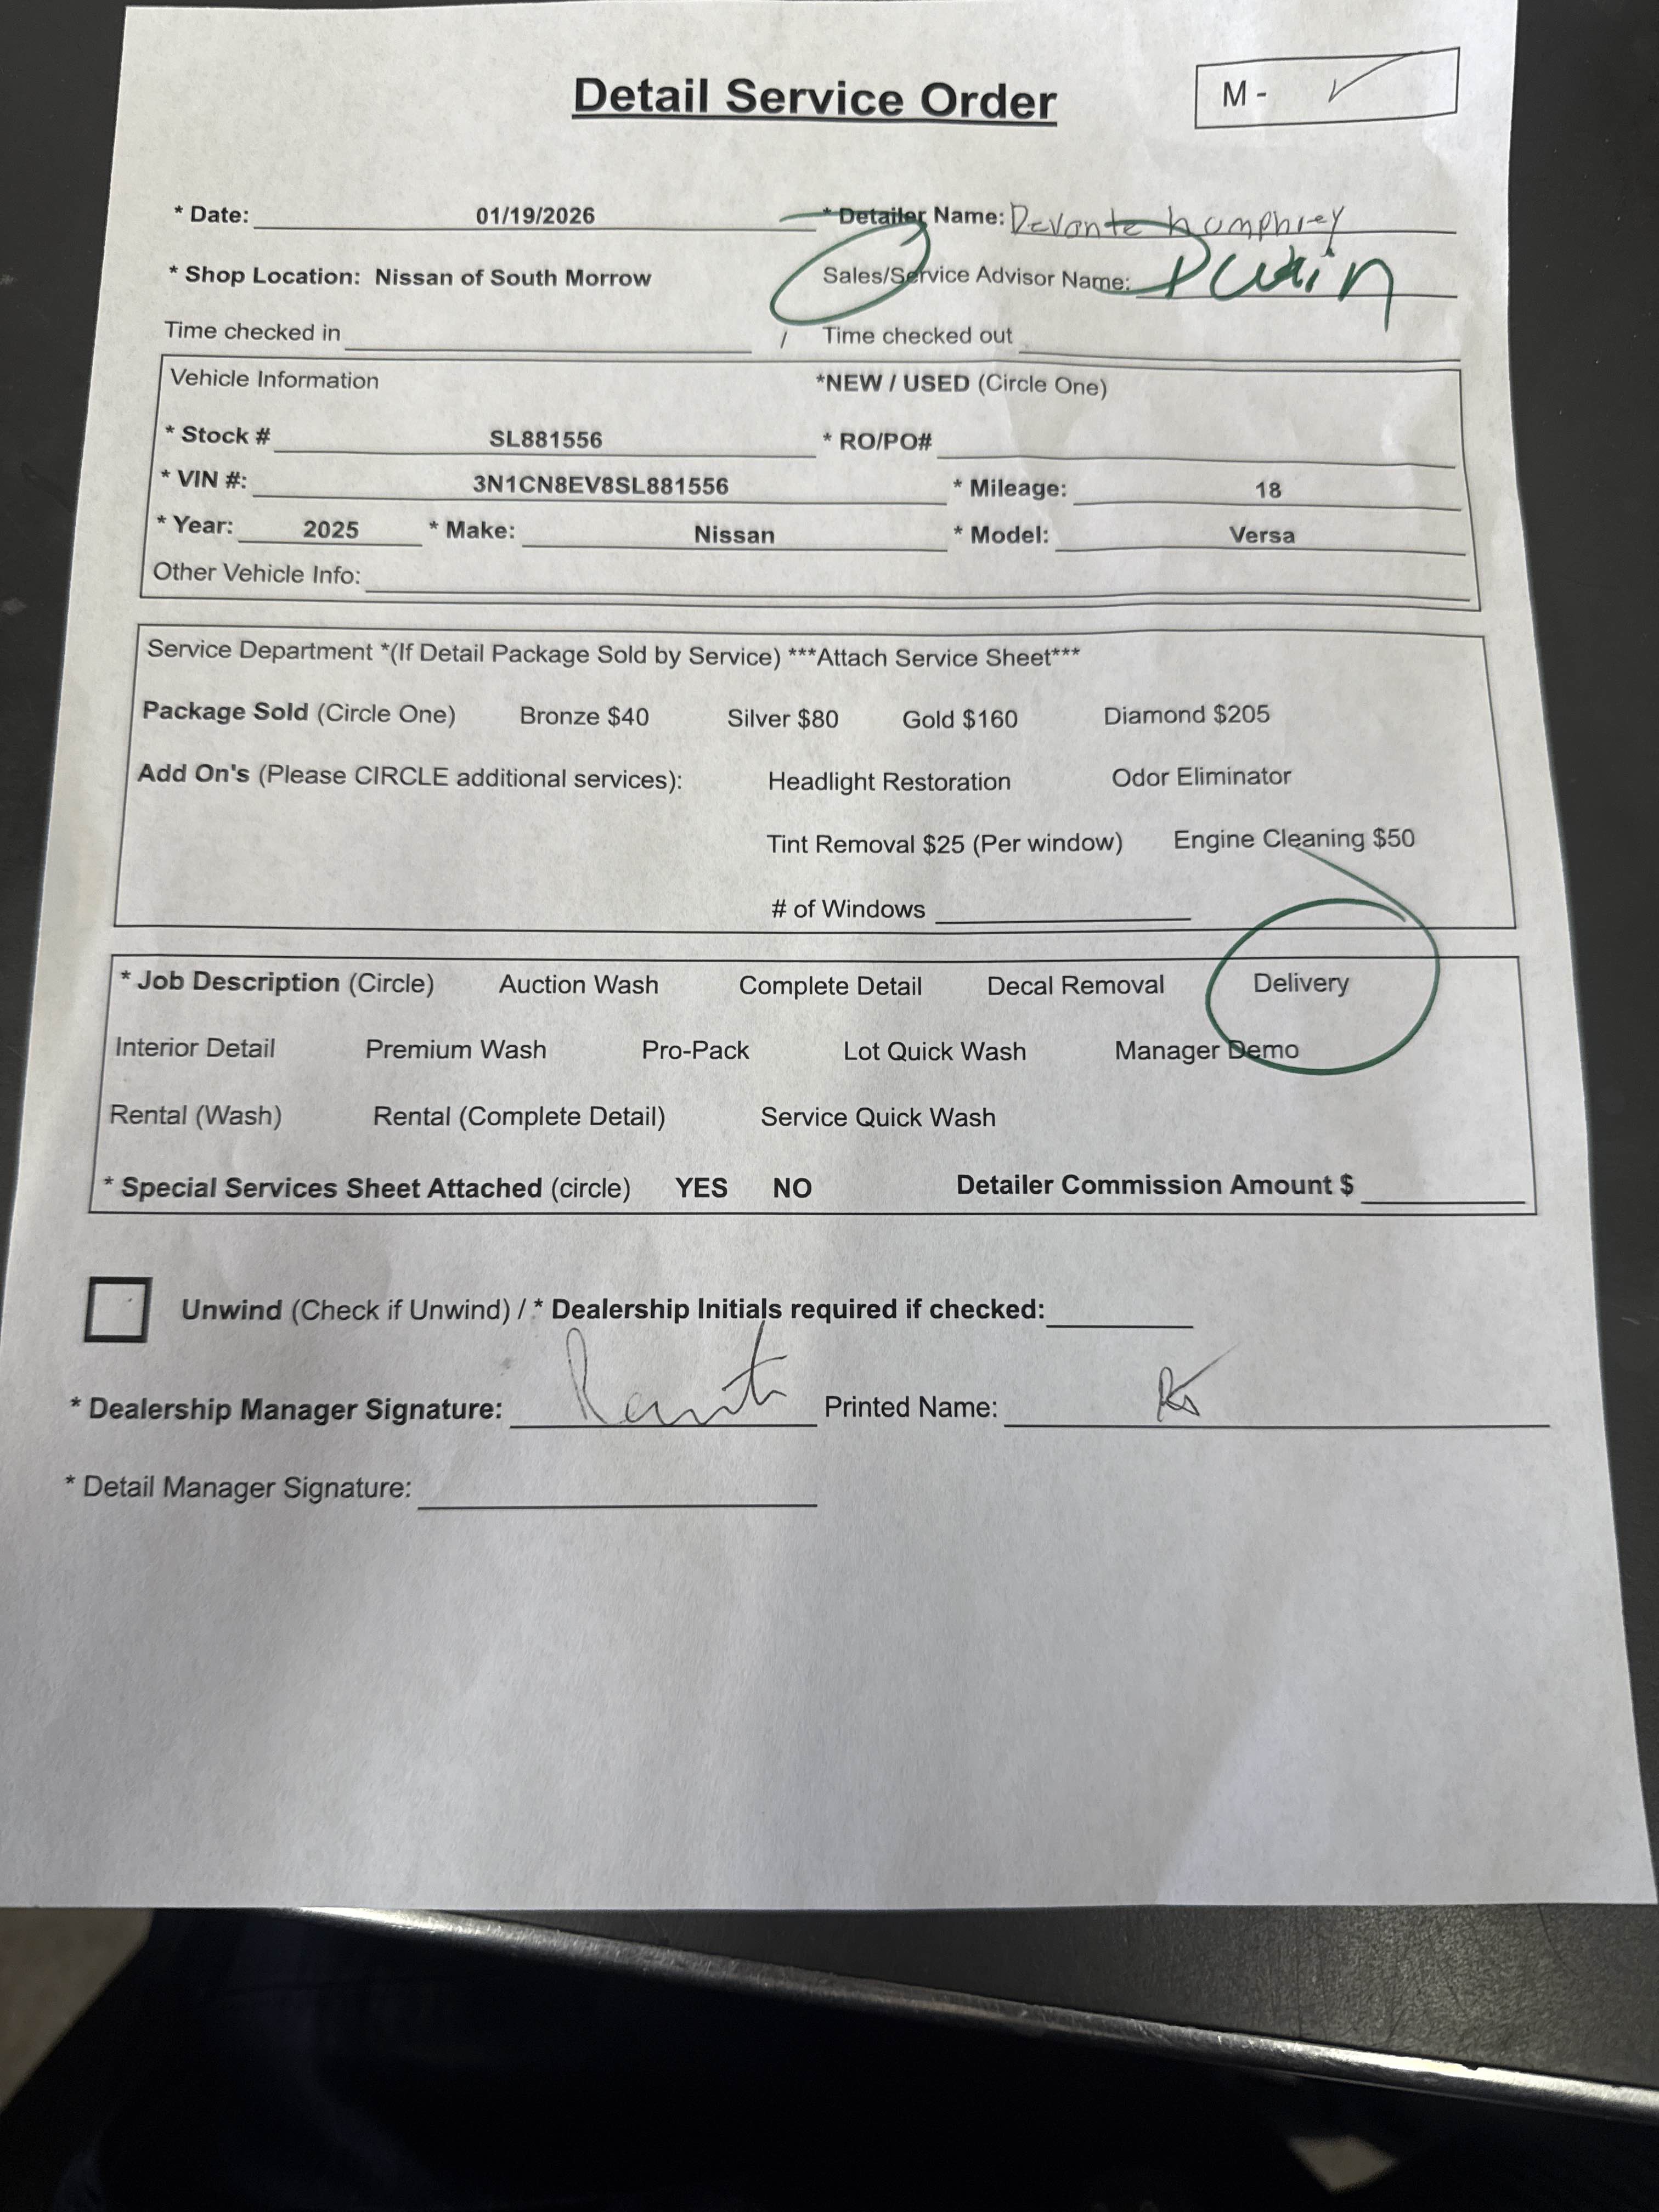 Detail Service Order
M - ✓
* Date: 01/19/2026 * Detailer Name: Devante humphrey
* Shop Location: Nissan of South Morrow Sales/Service Advisor Name: Dwain
Time checked in / Time checked out
Vehicle Information *NEW / USED (Circle One)
* Stock # SL881556 * RO/PO#
* VIN #: 3N1CN8EV8SL881556 * Mileage: 18
* Year: 2025 * Make: Nissan * Model: Versa
Other Vehicle Info:
Service Department *(If Detail Package Sold by Service) ***Attach Service Sheet***
Package Sold (Circle One) Bronze $40 Silver $80 Gold $160 Diamond $205
Add On's (Please CIRCLE additional services): Headlight Restoration Odor Eliminator
Tint Removal $25 (Per window) Engine Cleaning $50
# of Windows
* Job Description (Circle) Auction Wash Complete Detail Decal Removal Delivery
Interior Detail Premium Wash Pro-Pack Lot Quick Wash Manager Demo
Rental (Wash) Rental (Complete Detail) Service Quick Wash
* Special Services Sheet Attached (circle) YES NO Detailer Commission Amount $
Unwind (Check if Unwind) / * Dealership Initials required if checked:
* Dealership Manager Signature: Printed Name:
* Detail Manager Signature: